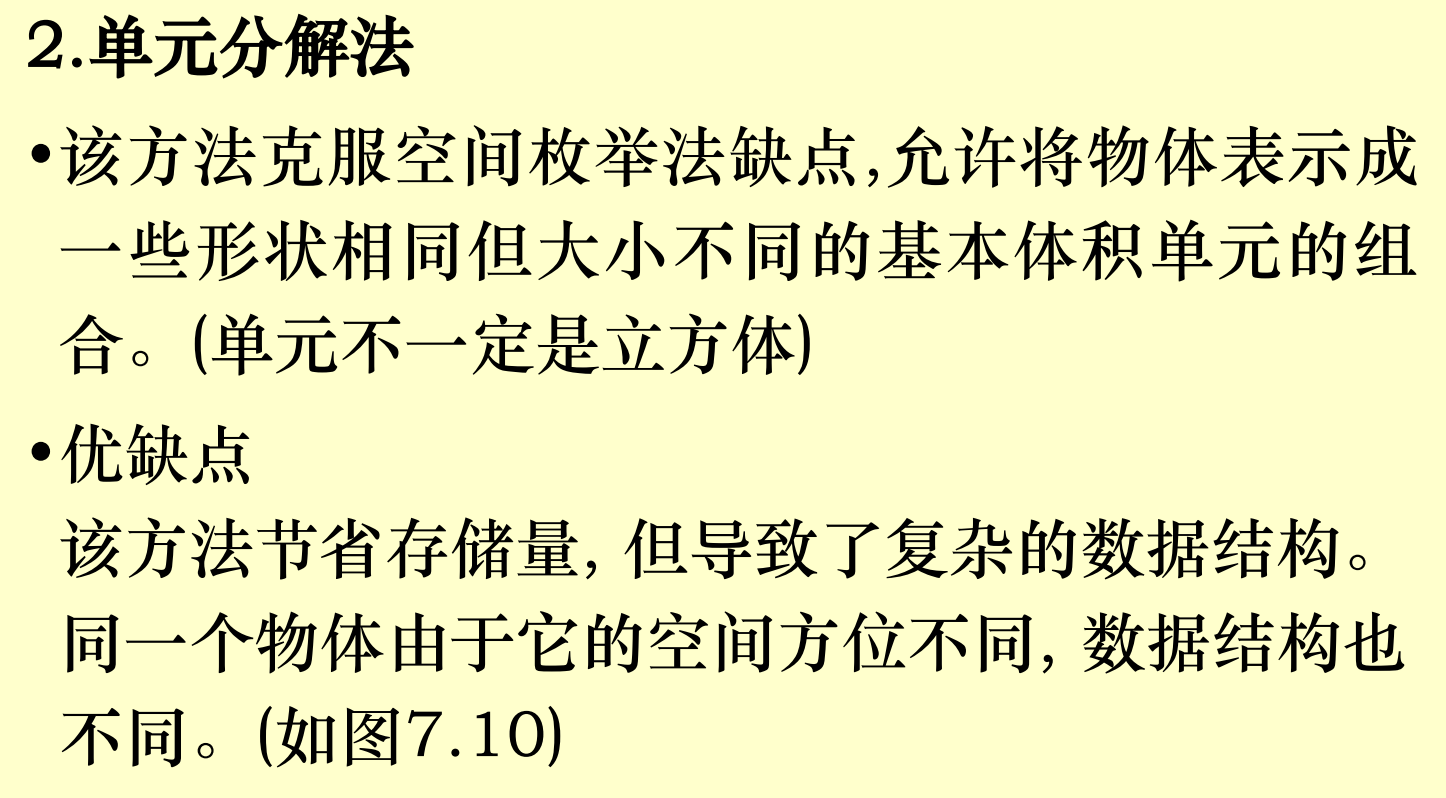 2.单元分解法
•该方法克服空间枚举法缺点,允许将物体表示成
一些形状相同但大小不同的基本体积单元的组
合。(单元不一定是立方体)
•优缺点
该方法节省存储量, 但导致了复杂的数据结构。
同一个物体由于它的空间方位不同, 数据结构也
不同。(如图7.10)